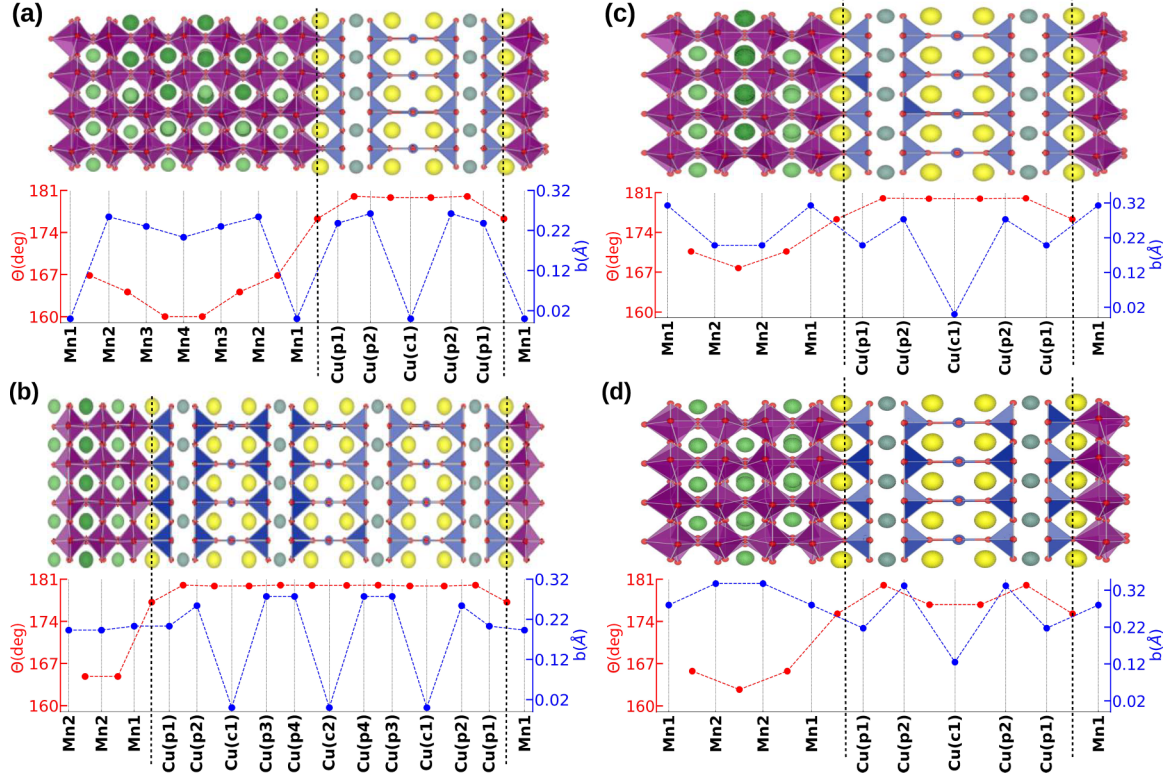 (a)
181
174
167
160
Θ(deg)
0.32
0.22
0.12
0.02
b(Å)
Mn1 Mn2 Mn3 Mn4 Mn3 Mn2 Mn1 Cu(p1) Cu(p2) Cu(c1) Cu(p2) Cu(p1) Mn1
(c)
181
174
167
160
Θ(deg)
0.32
0.22
0.12
0.02
b(Å)
Mn1 Mn2 Mn2 Mn1 Cu(p1) Cu(p2) Cu(c1) Cu(p2) Cu(p1) Mn1
(b)
181
174
167
160
Θ(deg)
0.32
0.22
0.12
0.02
b(Å)
Mn2 Mn2 Mn1 Cu(p1) Cu(p2) Cu(c1) Cu(p3) Cu(p4) Cu(c2) Cu(p4) Cu(p3) Cu(c1) Cu(p2) Cu(p1) Mn1
(d)
181
174
167
160
Θ(deg)
0.32
0.22
0.12
0.02
b(Å)
Mn1 Mn2 Mn2 Mn1 Cu(p1) Cu(p2) Cu(c1) Cu(p2) Cu(p1) Mn1